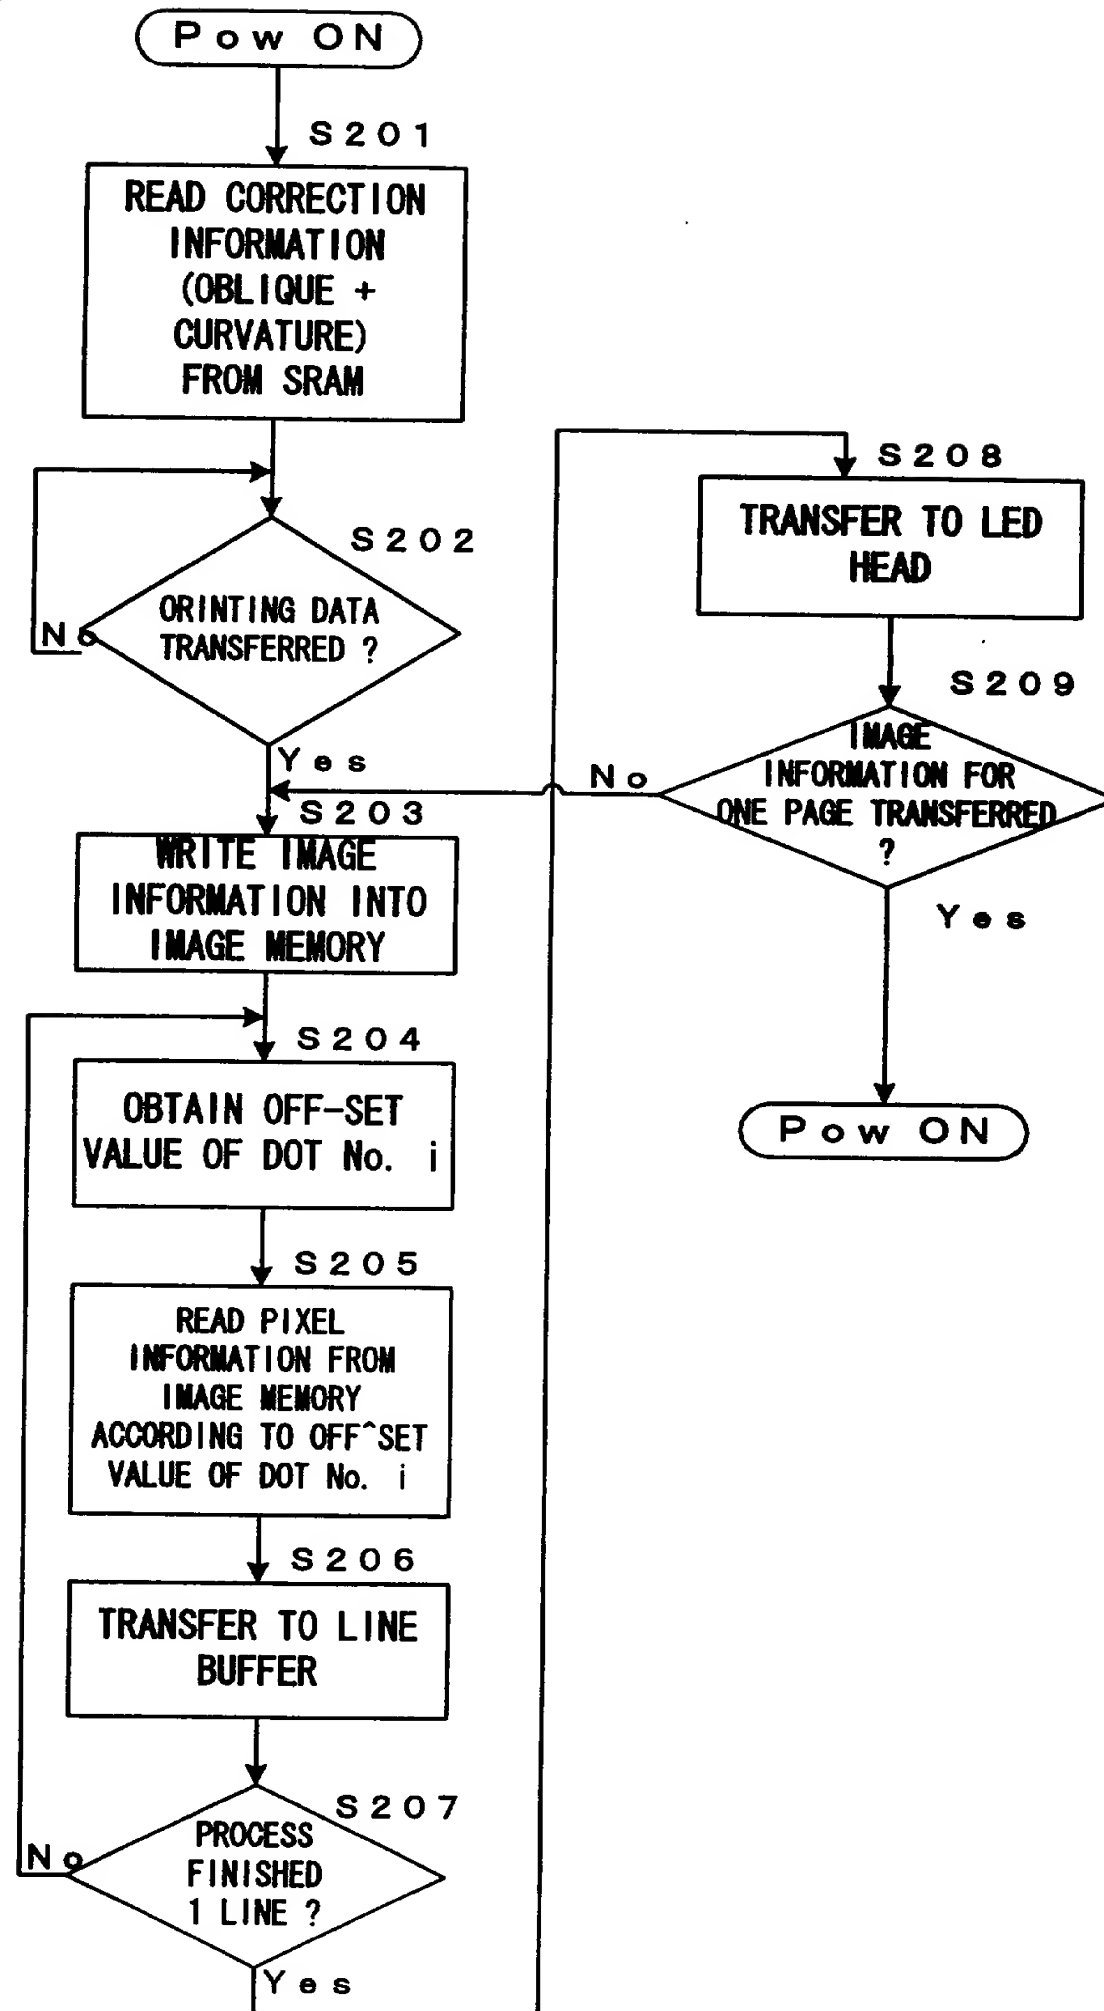 Pow ON
S201
READ CORRECTION
INFORMATION
(OBLIQUE +
CURVATURE)
FROM SRAM
S202
ORINTING DATA
TRANSFERRED ?
No
Yes
S203
WRITE IMAGE
INFORMATION INTO
IMAGE MEMORY
S204
OBTAIN OFF-SET
VALUE OF DOT No. i
S205
READ PIXEL
INFORMATION FROM
IMAGE MEMORY
ACCORDING TO OFF^SET
VALUE OF DOT No. i
S206
TRANSFER TO LINE
BUFFER
S207
PROCESS
FINISHED
1 LINE ?
No
Yes
S208
TRANSFER TO LED
HEAD
S209
IMAGE
INFORMATION FOR
ONE PAGE TRANSFERRED
?
No
Yes
Pow ON